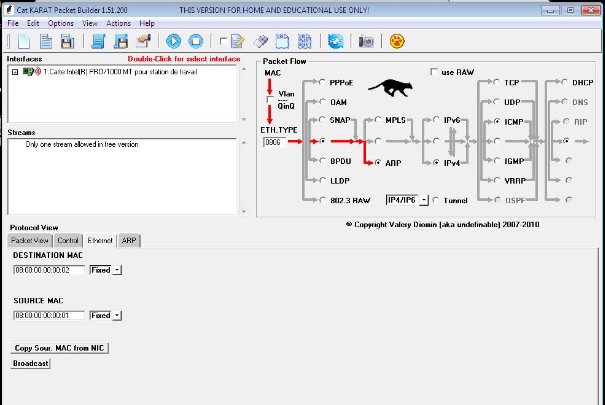 Cat KARAT Packet Builder 1.51.200 THIS VERSION FOR HOME AND EDUCATIONAL USE ONLY!
File Edit Options View Actions Help
Interfaces Double-Click for select interface
1 Carte Intel(R) PRO/1000 MT pour station de travail
Streams
Only one stream allowed in free version
Packet Flow
MAC
Vlan
QinQ
ETH.TYPE
0806
use RAW
PPPoE
OAM
SNAP
BPDU
LLDP
802.3 RAW
MPLS
ARP
IP4/IP6
IPv6
IPv4
Tunnel
TCP
UDP
ICMP
IGMP
VRRP
OSPF
DHCP
DNS
RIP
© Copyright Valery Diomin (aka undefinable) 2007-2010
Protocol View
Packet View Control Ethernet ARP
DESTINATION MAC
08:00:00:00:00:02 Fixed
SOURCE MAC
08:00:00:00:00:01 Fixed
Copy Sour. MAC from NIC
Broadcast